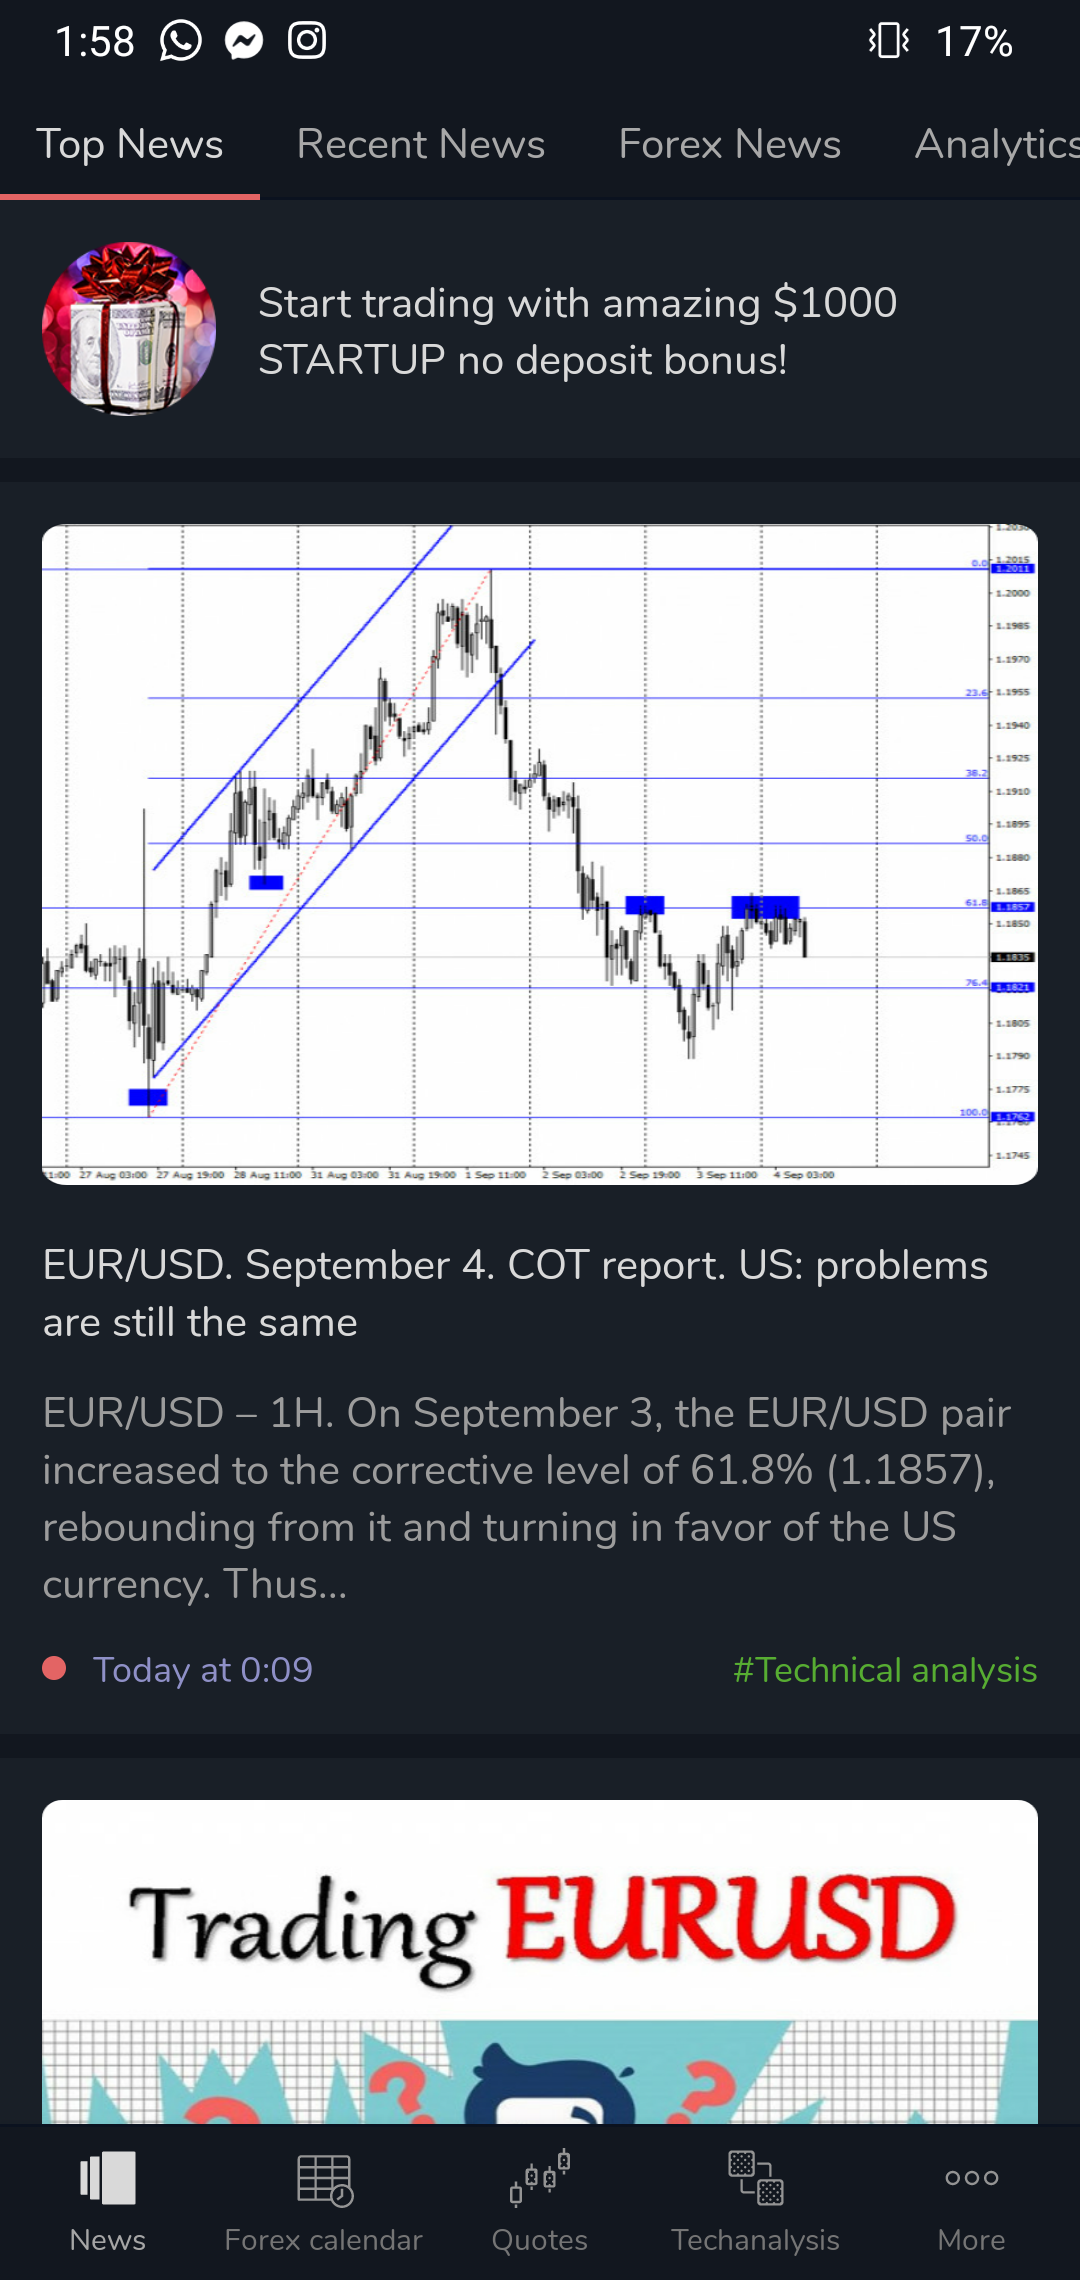 1:58 17%
Top News Recent News Forex News Analytics
Start trading with amazing $1000
STARTUP no deposit bonus!
1.2030
1.2015
0.0 1.2011
1.2000
1.1985
1.1970
23.6 1.1955
1.1940
1.1925
38.2
1.1910
1.1895
50.0
1.1880
1.1865
61.8 1.1857
1.1850
1.1835
76.4 1.1821
1.1805
1.1790
1.1775
100.0 1.1762
1.1760
1.1745
1:00 27 Aug 03:00 27 Aug 19:00 28 Aug 11:00 31 Aug 03:00 31 Aug 19:00 1 Sep 11:00 2 Sep 03:00 2 Sep 19:00 3 Sep 11:00 4 Sep 03:00
EUR/USD. September 4. COT report. US: problems
are still the same
EUR/USD – 1H. On September 3, the EUR/USD pair
increased to the corrective level of 61.8% (1.1857),
rebounding from it and turning in favor of the US
currency. Thus...
Today at 0:09 #Technical analysis
Trading EURUSD
? ? ?
News Forex calendar Quotes Techanalysis More